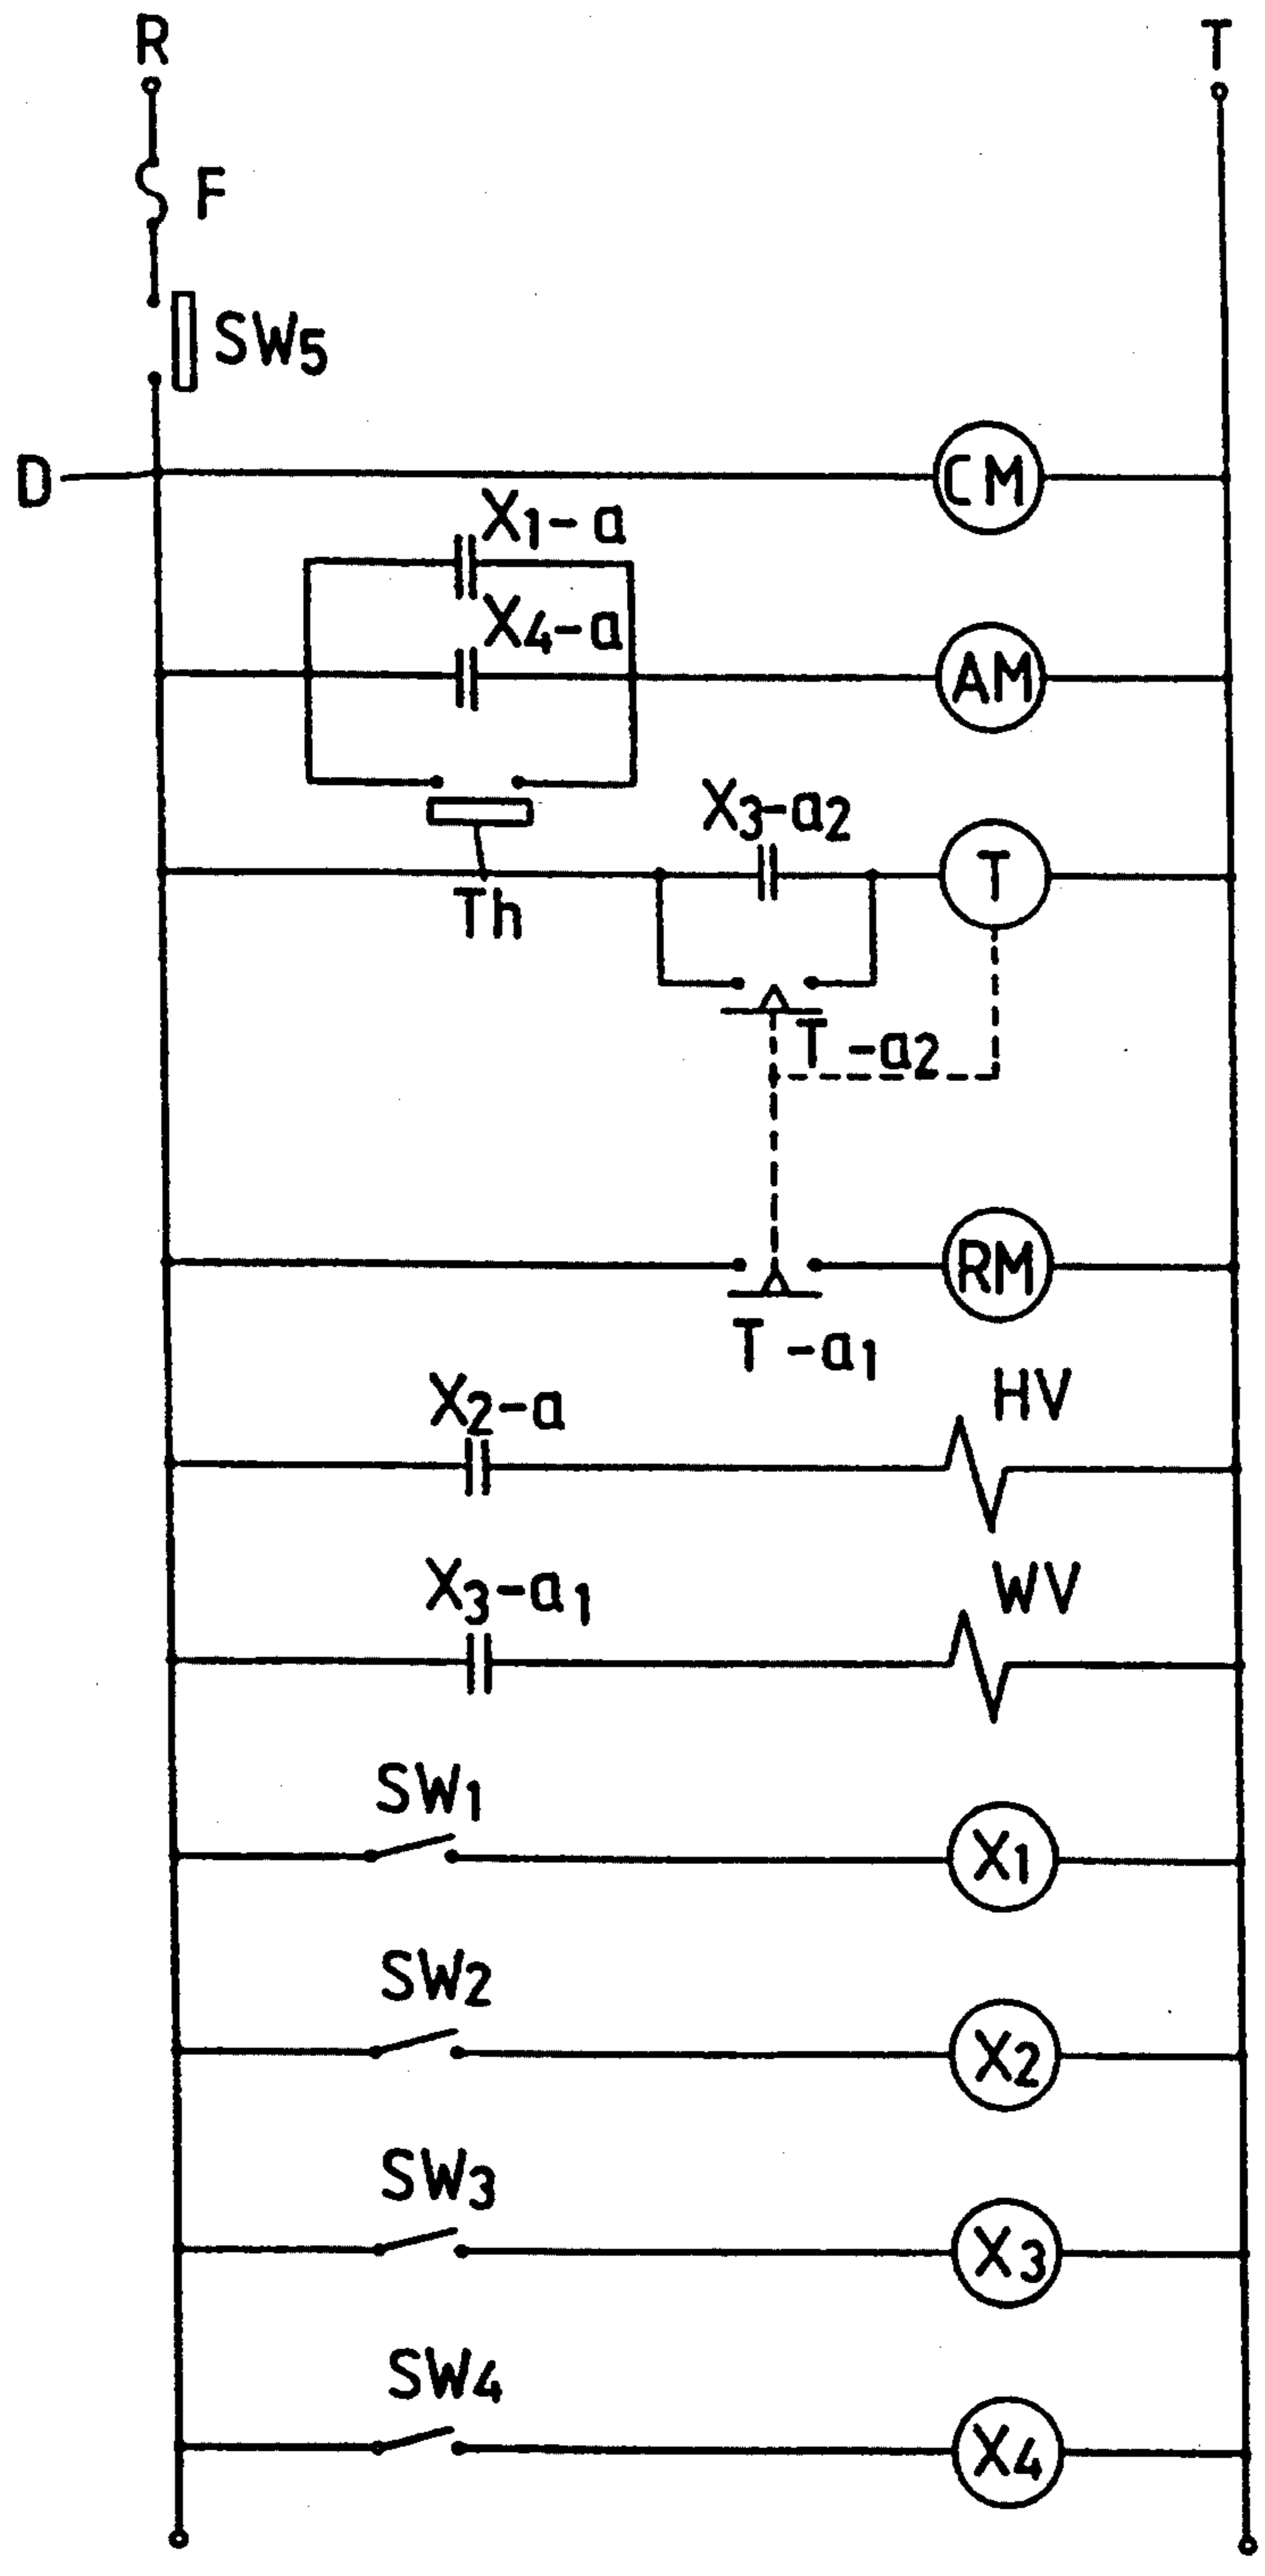 R T
F
SW5
D CM
X1-a
X4-a
AM
X3-a2
T
Th
T-a2
RM
T-a1
HV
X2-a
WV
X3-a1
SW1
X1
SW2
X2
SW3
X3
SW4
X4